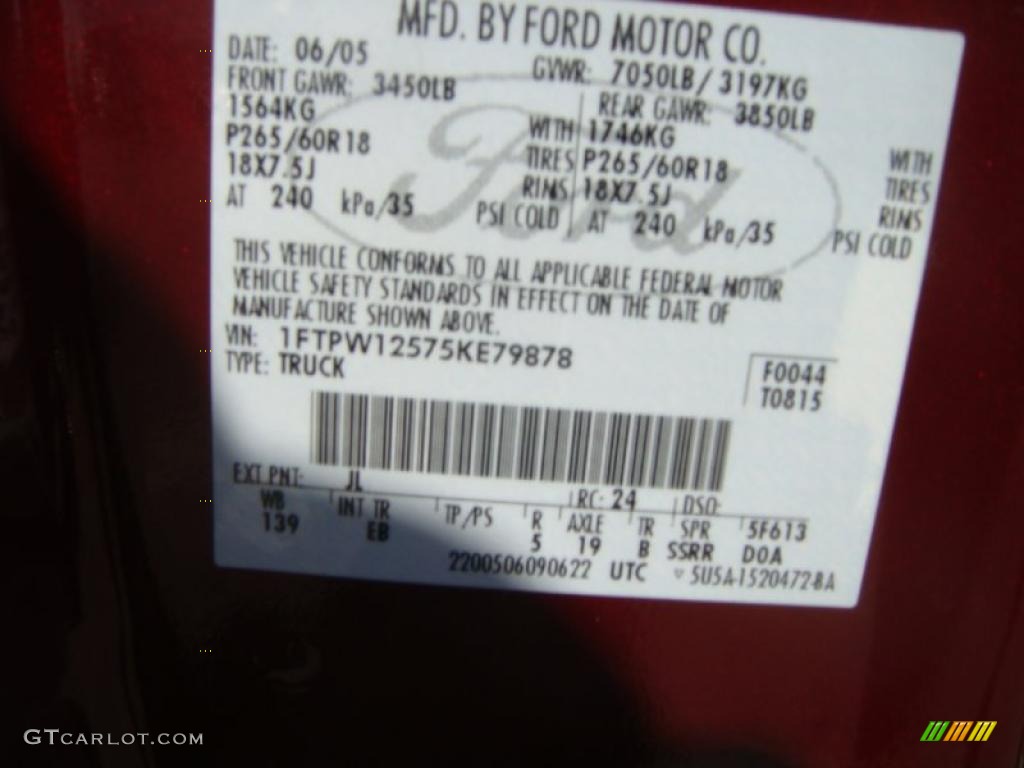 MFD. BY FORD MOTOR CO.
DATE: 06/05 GVWR: 7050LB / 3197KG
FRONT GAWR: 3450LB REAR GAWR: 3850LB
1564KG WITH 1746KG WITH
P265/60R18 TIRES P265/60R18 TIRES
18X7.5J RIMS 18X7.5J RIMS
AT 240 kPa/35 PSI COLD AT 240 kPa/35 PSI COLD
THIS VEHICLE CONFORMS TO ALL APPLICABLE FEDERAL MOTOR
VEHICLE SAFETY STANDARDS IN EFFECT ON THE DATE OF
MANUFACTURE SHOWN ABOVE.
VIN: 1FTPW12575KE79878
TYPE: TRUCK
F0044
T0815
EXT PNT: JL RC: 24 DSO:
WB INT TR TP/PS R AXLE TR SPR 5F613
139 EB 5 19 B SSRR DOA
2200506090622 UTC ▽ 5U5A-1520472-BA
Ford
GTCARLOT.COM